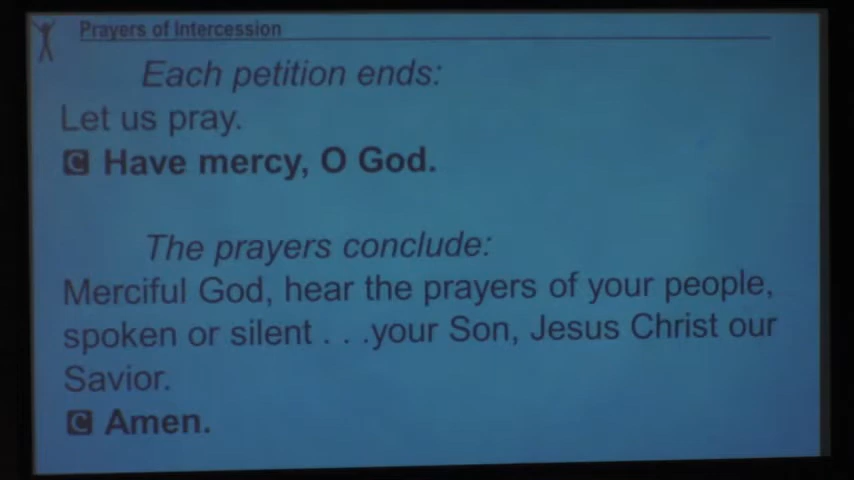 Prayers of Intercession
Each petition ends:
Let us pray.
C Have mercy, O God.
The prayers conclude:
Merciful God, hear the prayers of your people,
spoken or silent . . .your Son, Jesus Christ our
Savior.
C Amen.